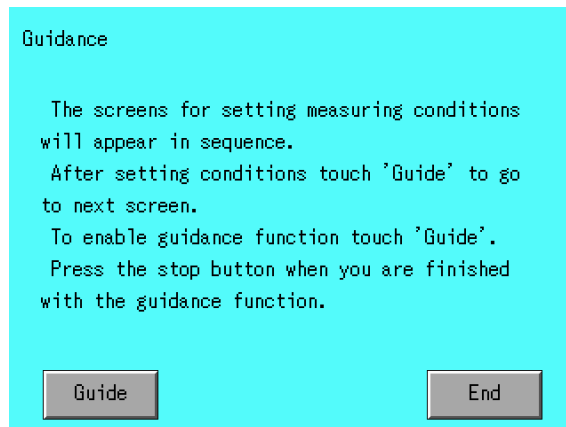 Guidance
The screens for setting measuring conditions
will appear in sequence.
After setting conditions touch 'Guide' to go
to next screen.
To enable guidance function touch 'Guide'.
Press the stop button when you are finished
with the guidance function.
Guide
End